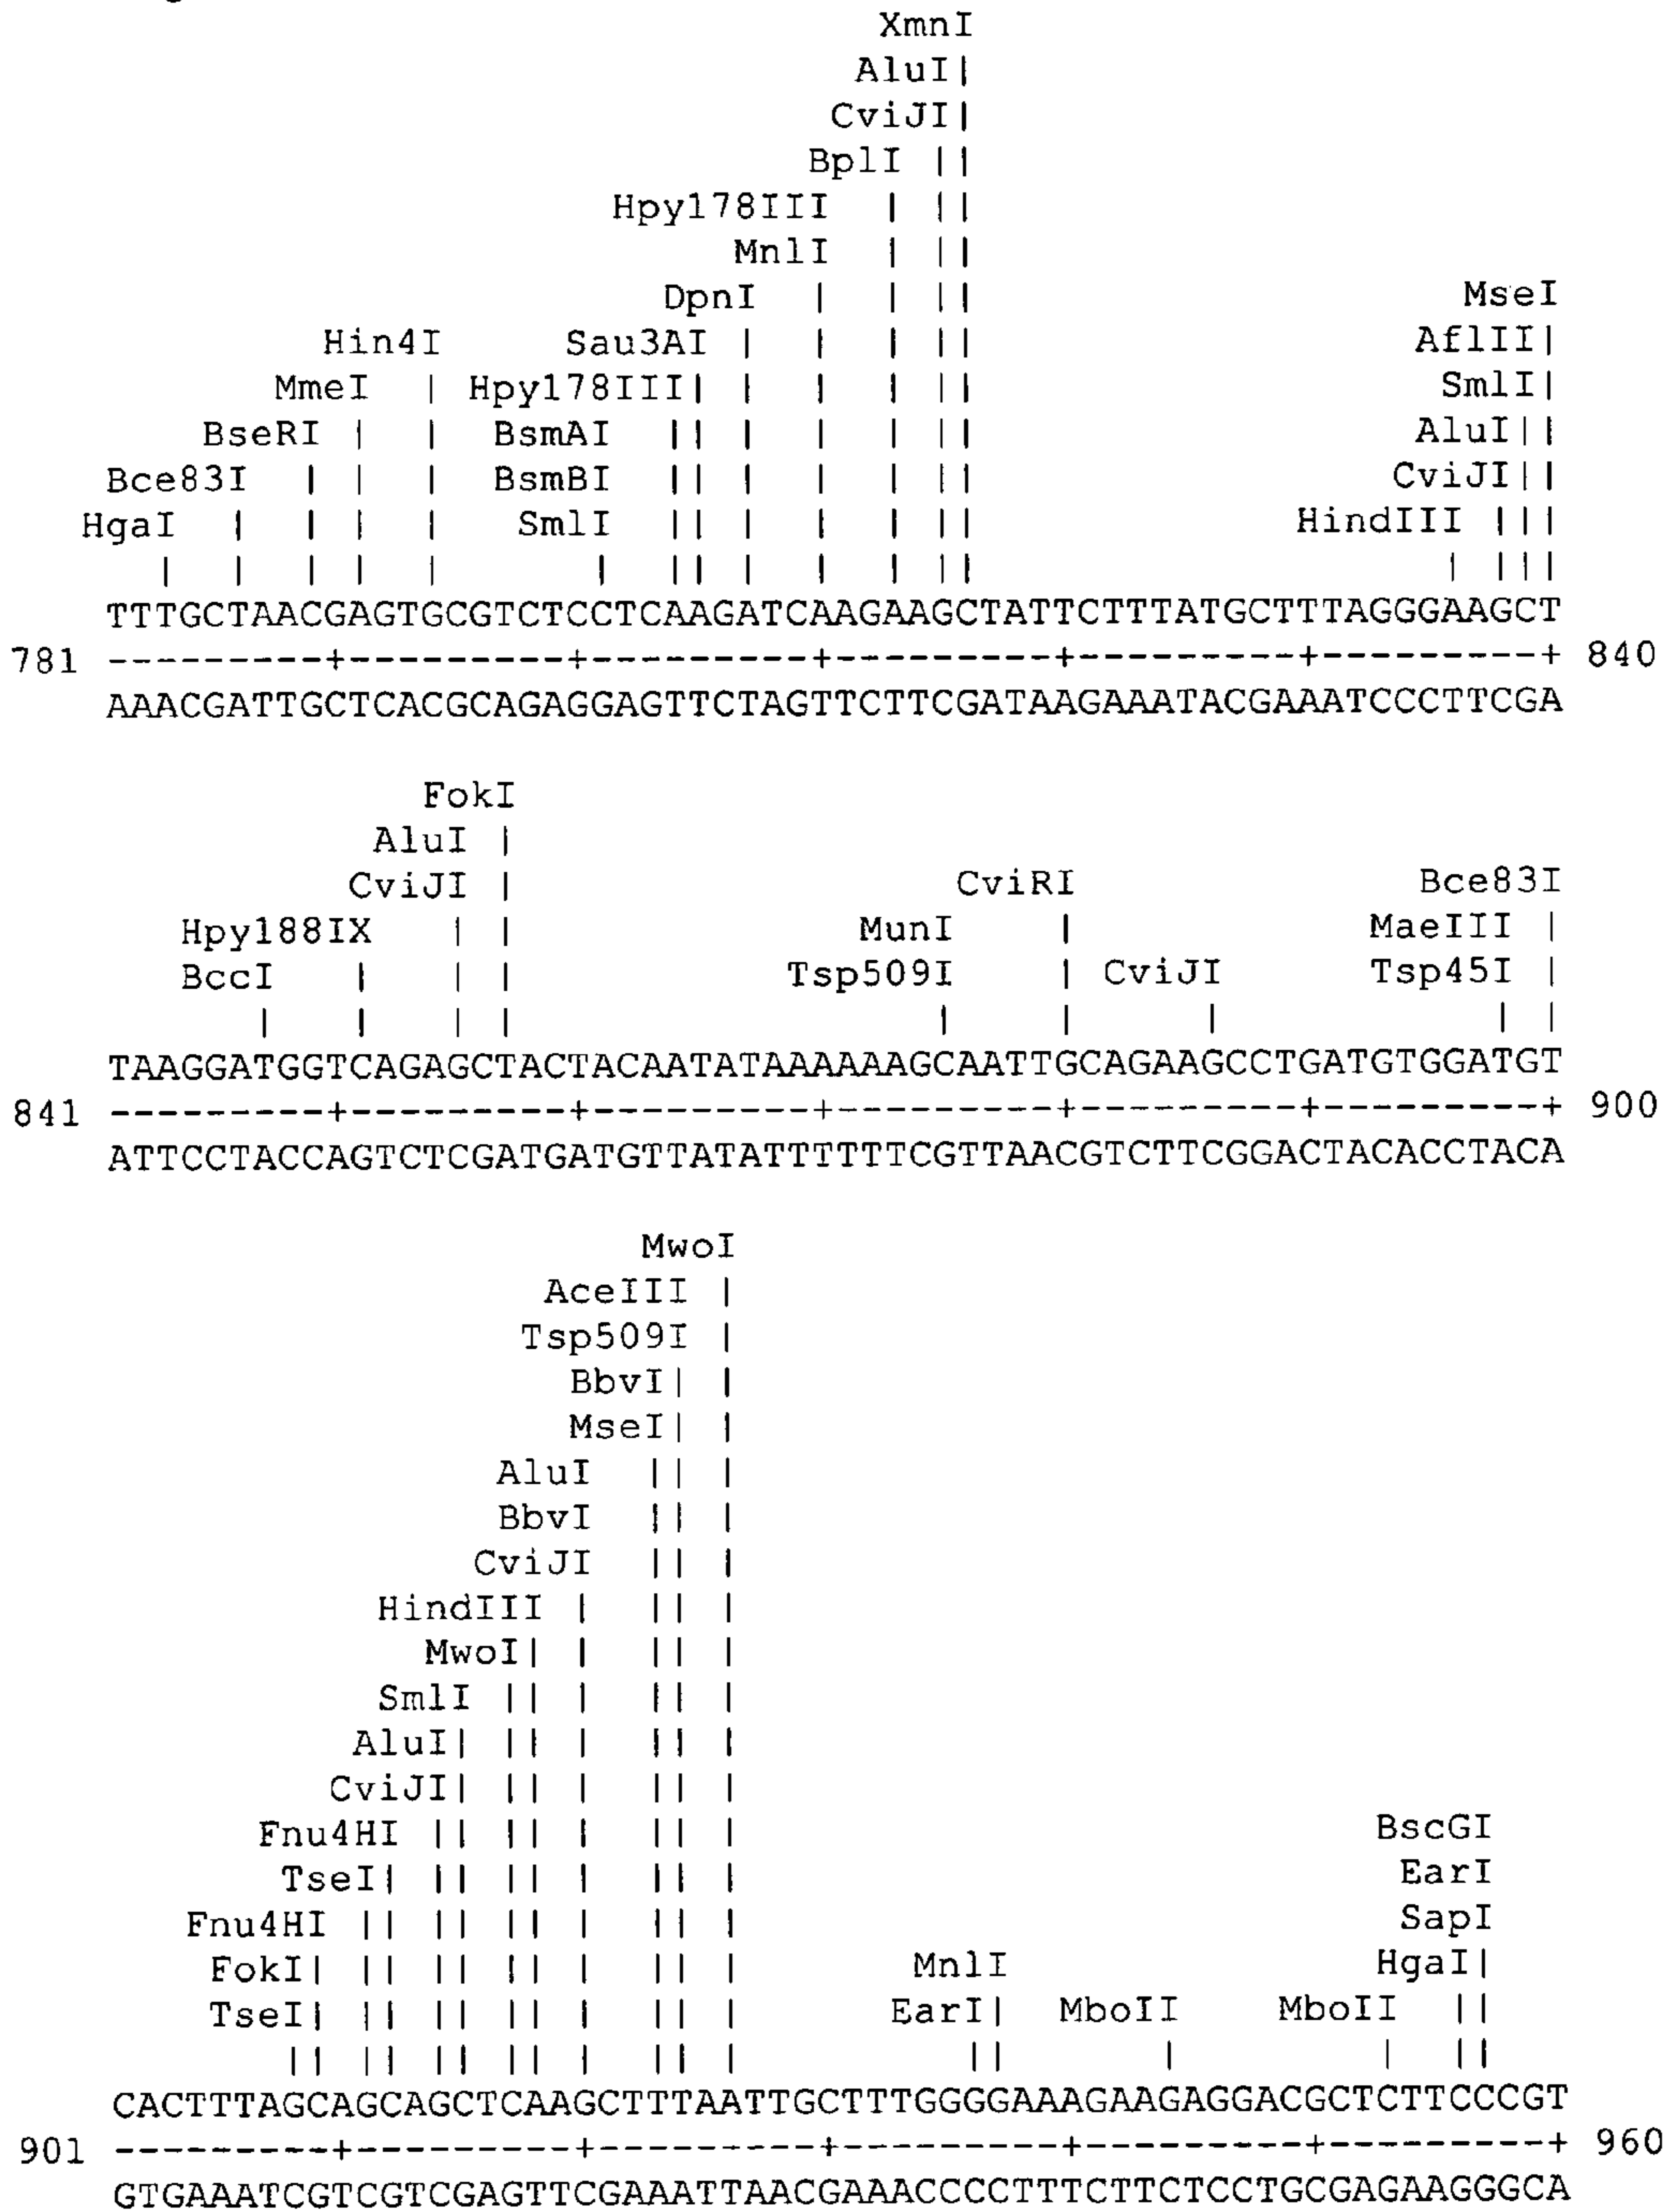 XmnI
AluI
CviJI
BplI
Hpy178III
MnlI
DpnI MseI
Hin4I Sau3AI AflII
MmeI Hpy178III SmlI
BseRI BsmAI AluI
Bce83I BsmBI CviJI
HgaI SmlI HindIII
TTTGCTAACGAGTGCGTCTCCTCAAGATCAAGAAGCTATTCTTTATGCTTTAGGGAAGCT
781 ---------+---------+---------+---------+---------+---------+ 840
AAACGATTGCTCACGCAGAGGAGTTCTAGTTCTTCGATAAGAAATACGAAATCCCTTCGA
FokI
AluI
CviJI CviRI Bce83I
Hpy188IX MunI MaeIII
BccI Tsp509I CviJI Tsp45I
TAAGGATGGTCAGAGCTACTACAATATAAAAAAGCAATTGCAGAAGCCTGATGTGGATGT
841 ---------+---------+---------+---------+---------+---------+ 900
ATTCCTACCAGTCTCGATGATGTTATATTTTTTCGTTAACGTCTTCGGACTACACCTACA
MwoI
AceIII
Tsp509I
BbvI
MseI
AluI
BbvI
CviJI
HindIII
MwoI
SmlI
AluI
CviJI
Fnu4HI BscGI
TseI EarI
Fnu4HI SapI
FokI MnlI HgaI
TseI EarI MboII MboII
CACTTTAGCAGCAGCTCAAGCTTTAATTGCTTTGGGGAAAGAAGAGGACGCTCTTCCCGT
901 ---------+---------+---------+---------+---------+---------+ 960
GTGAAATCGTCGTCGAGTTCGAAATTAACGAAACCCCTTTCTTCTCCTGCGAGAAGGGCA